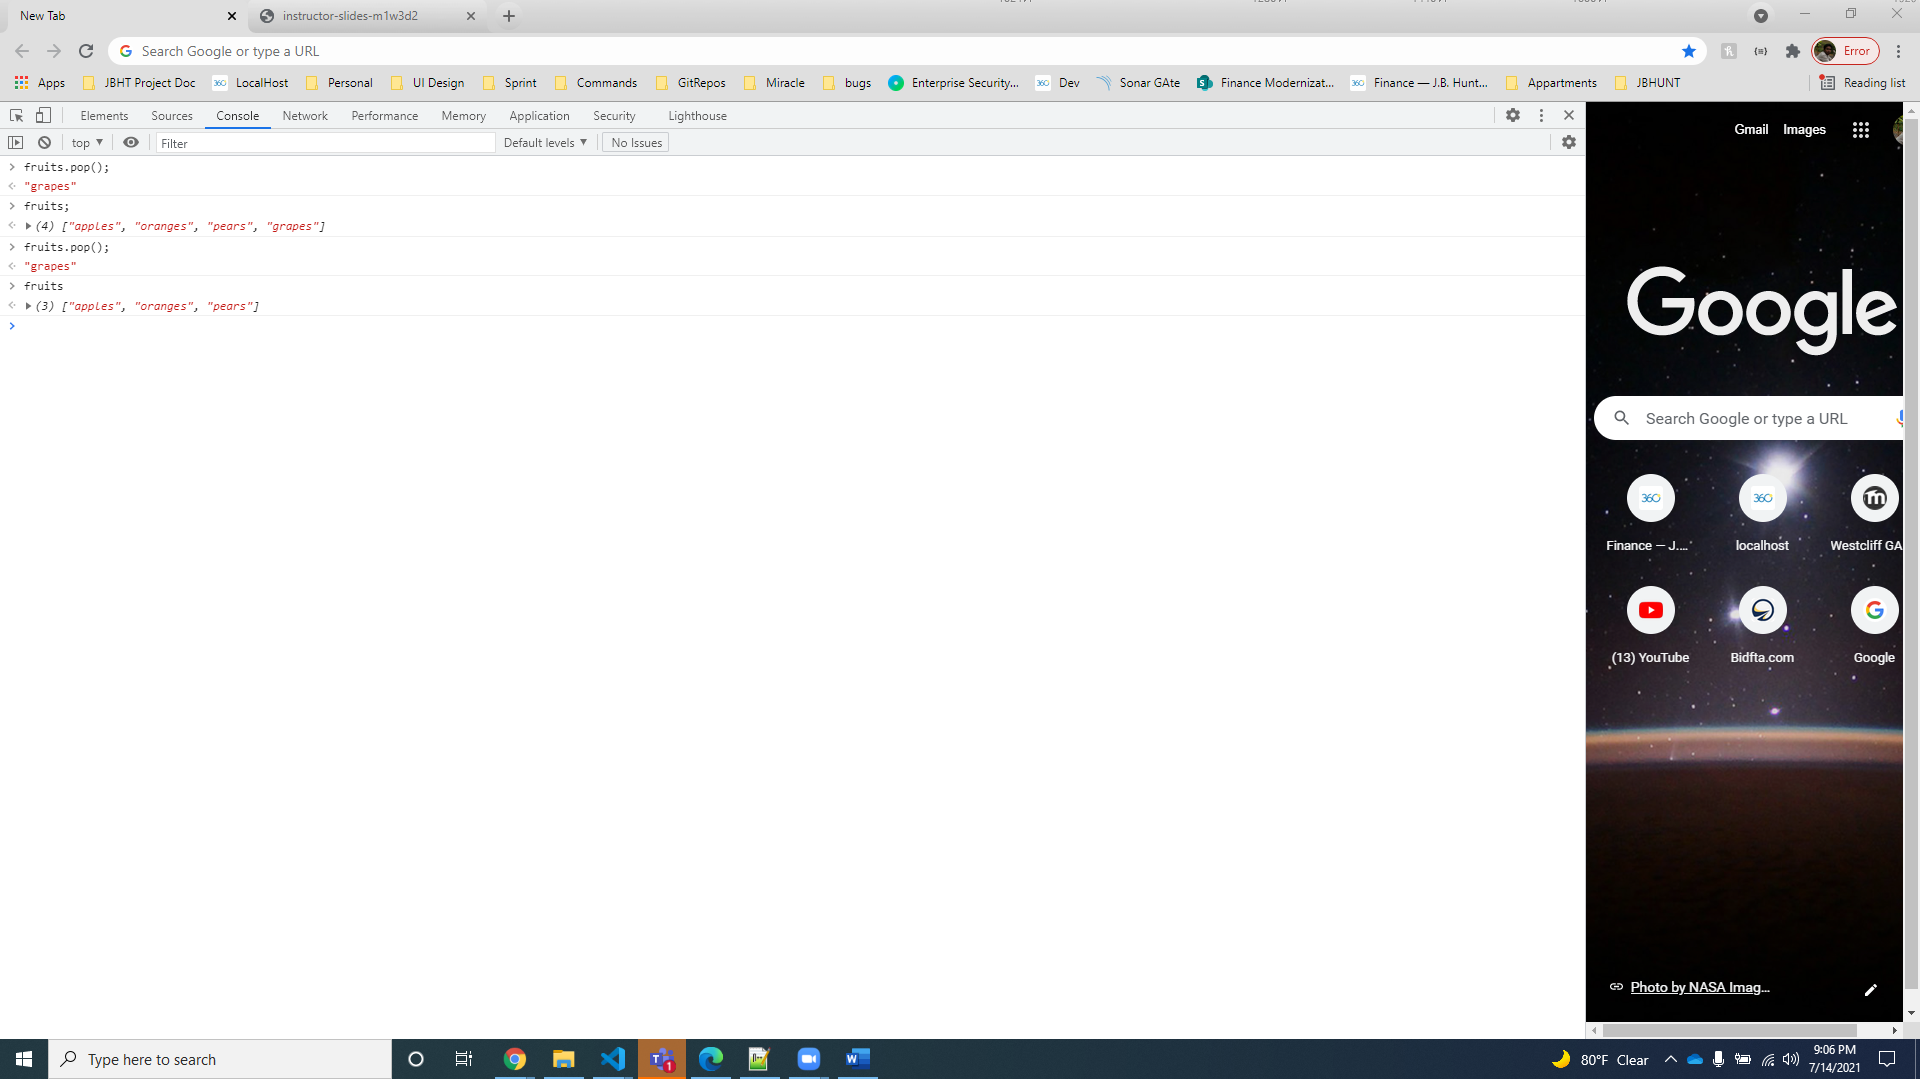 New Tab
instructor-slides-m1w3d2
Search Google or type a URL
Error
Apps JBHT Project Doc LocalHost Personal UI Design Sprint Commands GitRepos Miracle bugs Enterprise Security... Dev Sonar GAte Finance Modernizat... Finance — J.B. Hunt... Appartments JBHUNT Reading list
Elements Sources Console Network Performance Memory Application Security Lighthouse
top ▼ Filter Default levels ▼ No Issues
> fruits.pop();
"grapes"
> fruits;
(4) ["apples", "oranges", "pears", "grapes"]
> fruits.pop();
"grapes"
> fruits
(3) ["apples", "oranges", "pears"]
>
Gmail Images
Google
Search Google or type a URL
360 360 m
Finance — J.... localhost Westcliff GA
(13) YouTube Bidfta.com Google
Photo by NASA Imag...
Type here to search
1
80°F Clear
9:06 PM
7/14/2021